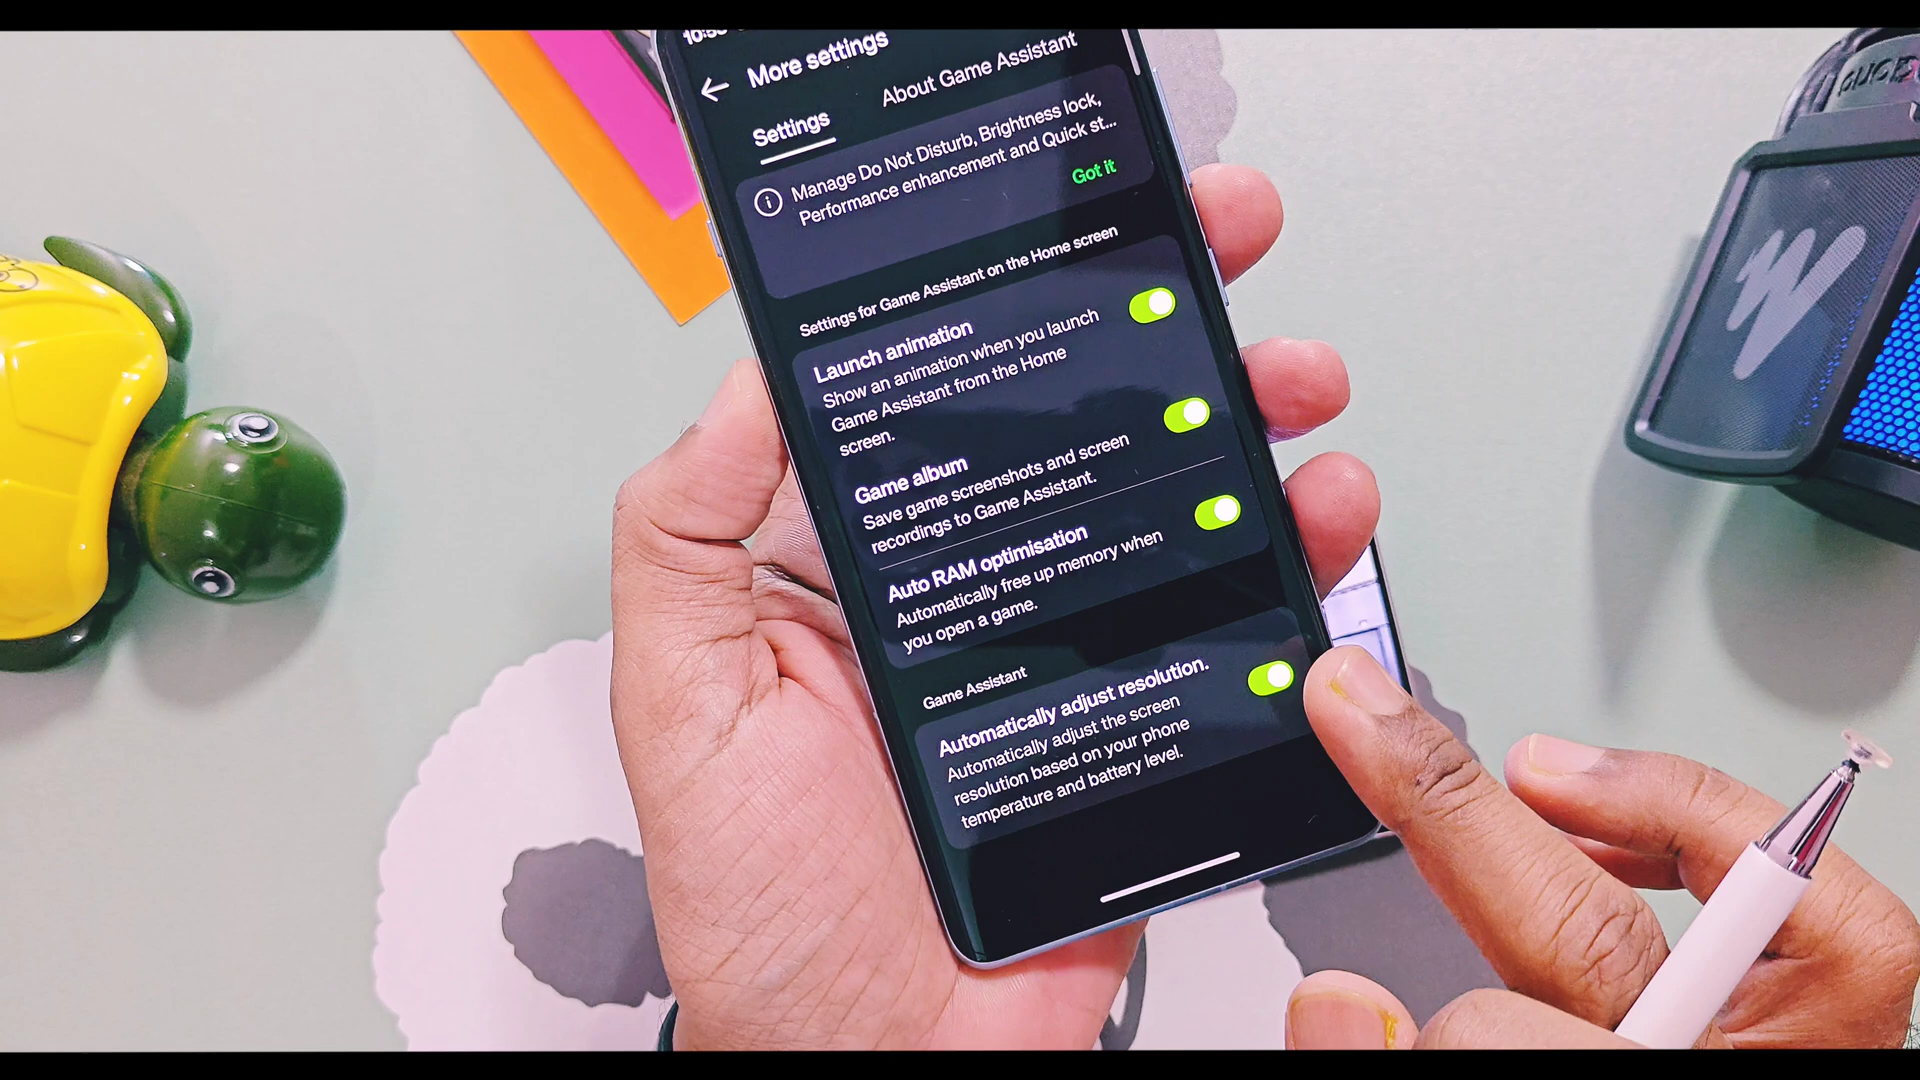 More settings
Settings
About Game Assistant
Manage Do Not Disturb, Brightness lock,
Performance enhancement and Quick st...
Got it
Settings for Game Assistant on the Home screen
Launch animation
Show an animation when you launch
Game Assistant from the Home
screen.
Game album
Save game screenshots and screen
recordings to Game Assistant.
Auto RAM optimisation
Automatically free up memory when
you open a game.
Game Assistant
Automatically adjust resolution.
Automatically adjust the screen
resolution based on your phone
temperature and battery level.